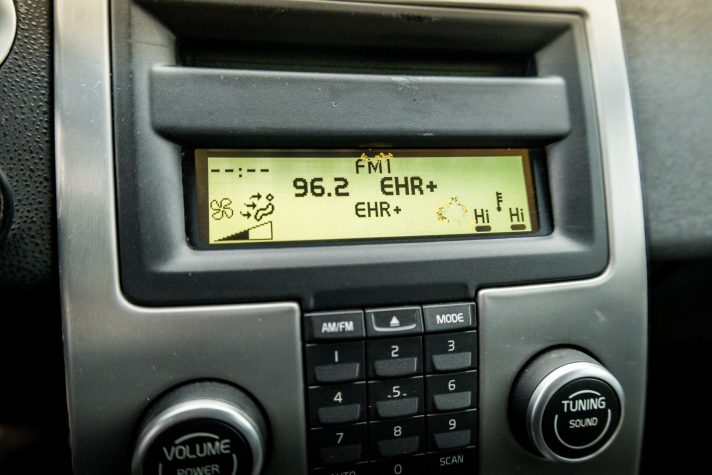 --:--
FM1
96.2 EHR+
EHR+
Hi Hi
AM/FM
MODE
1 2 3
4 5 6
7 8 9
AUTO 0 SCAN
VOLUME
POWER
TUNING
SOUND